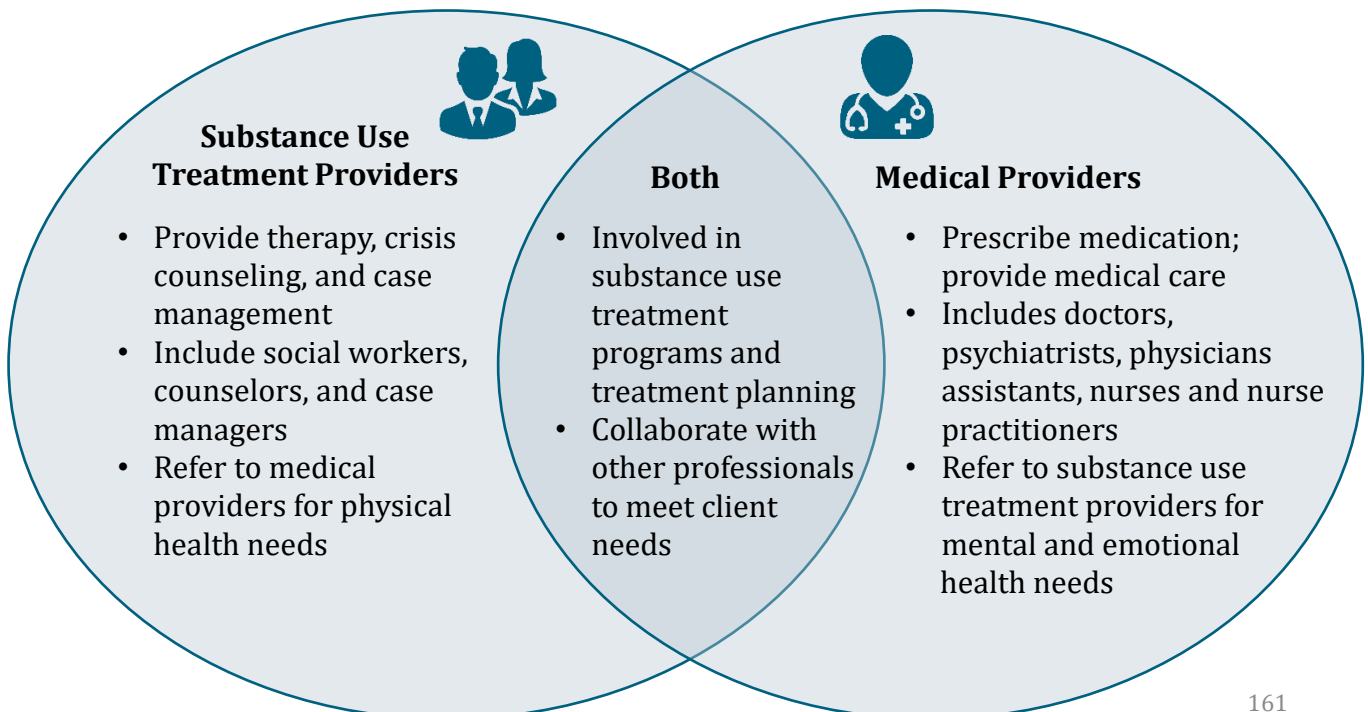 Substance Use
Treatment Providers
• Provide therapy, crisis
counseling, and case
management
• Include social workers,
counselors, and case
managers
• Refer to medical
providers for physical
health needs
Both
• Involved in
substance use
treatment
programs and
treatment planning
• Collaborate with
other professionals
to meet client
needs
Medical Providers
• Prescribe medication;
provide medical care
• Includes doctors,
psychiatrists, physicians
assistants, nurses and nurse
practitioners
• Refer to substance use
treatment providers for
mental and emotional
health needs
161